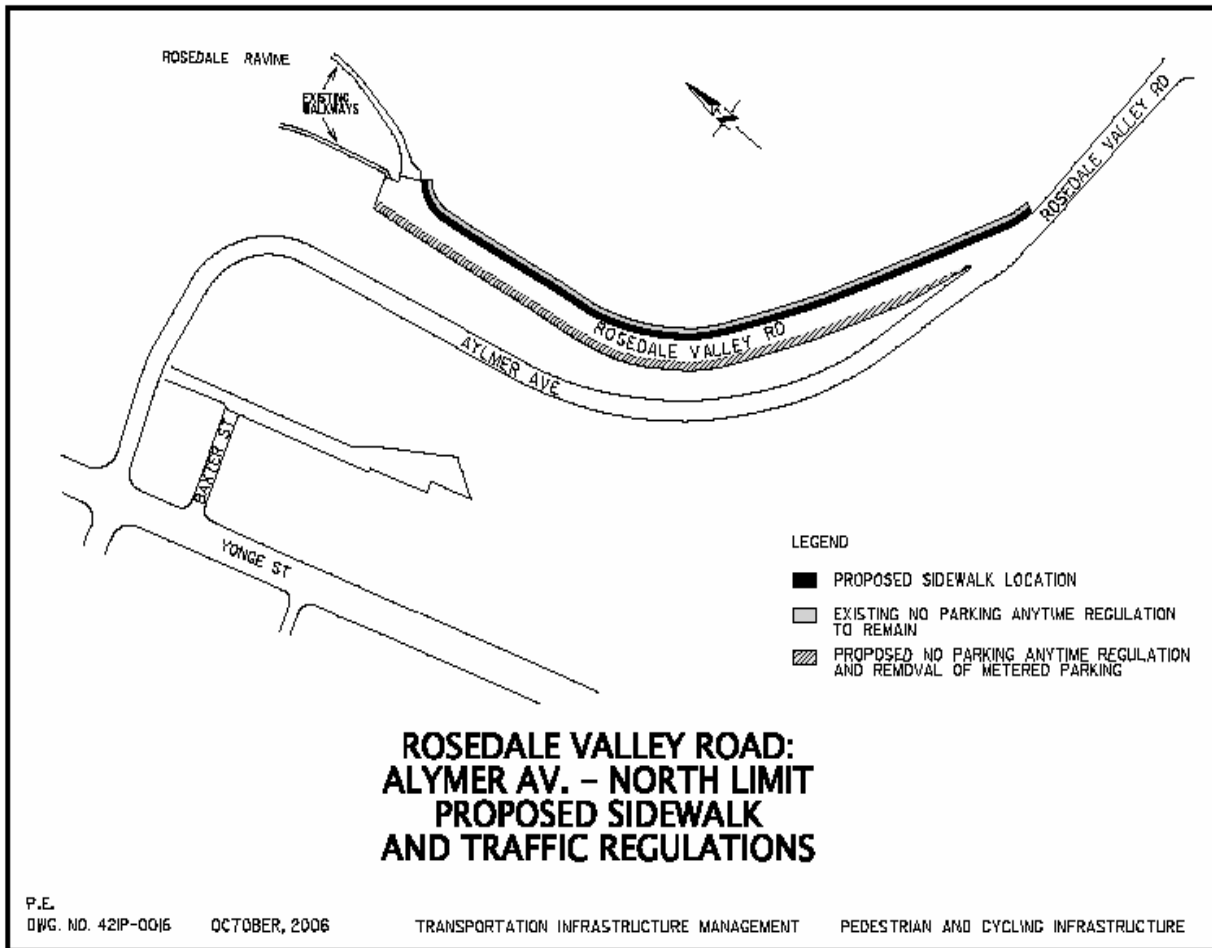 ROSEDALE RAVINE
EXISTING
WALKWAYS
ROSEDALE VALLEY RD
ROSEDALE VALLEY RD
AYLMER AVE
BAXTER ST
YONGE ST
LEGEND
PROPOSED SIDEWALK LOCATION
EXISTING NO PARKING ANYTIME REGULATION
TO REMAIN
PROPOSED NO PARKING ANYTIME REGULATION
AND REMOVAL OF METERED PARKING
ROSEDALE VALLEY ROAD:
ALYMER AV. – NORTH LIMIT
PROPOSED SIDEWALK
AND TRAFFIC REGULATIONS
P.E.
DWG. NO. 421P-0016 OCTOBER, 2006 TRANSPORTATION INFRASTRUCTURE MANAGEMENT PEDESTRIAN AND CYCLING INFRASTRUCTURE